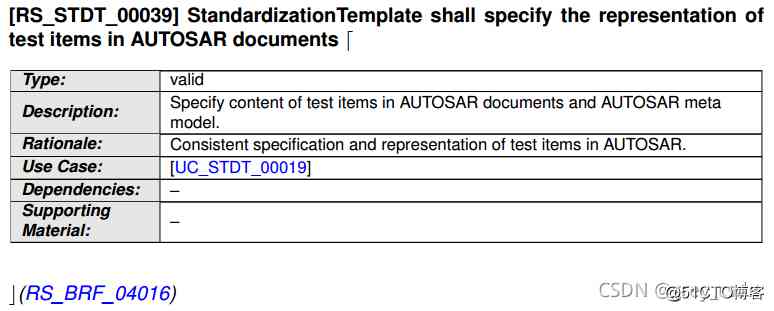 [RS_STDT_00039] StandardizationTemplate shall specify the representation of
test items in AUTOSAR documents ⌈
Type: valid
Description: Specify content of test items in AUTOSAR documents and AUTOSAR meta
model.
Rationale: Consistent specification and representation of test items in AUTOSAR.
Use Case: [UC_STDT_00019]
Dependencies: –
Supporting
Material: –
⌋(RS_BRF_04016)
CSDN
@51CTO博客